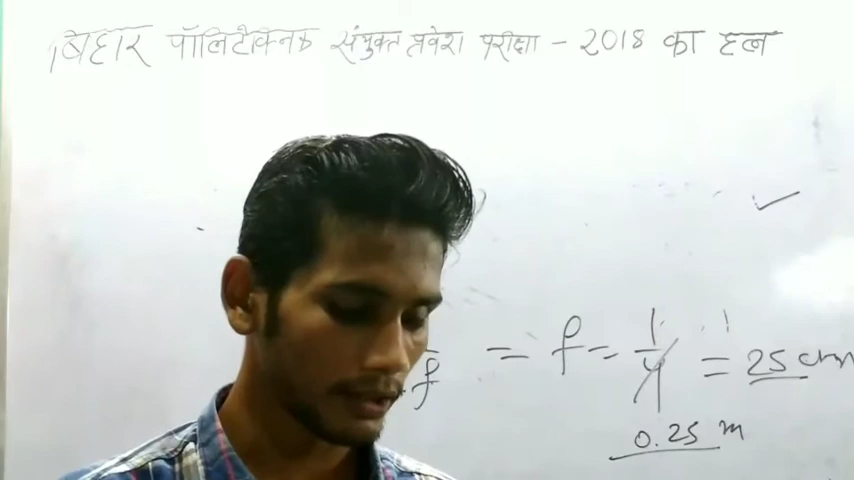 बिहार पॉलिटेक्निक संयुक्त प्रवेश परीक्षा - 2018 का हल
f = f = 1/4 = 25 cm
0.25 m